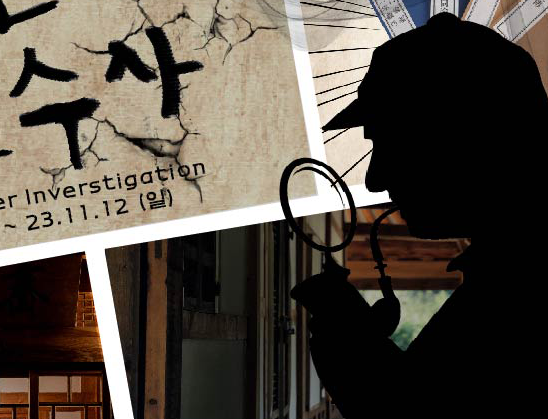 수사
er Inverstigation
~ 23.11.12 (일)